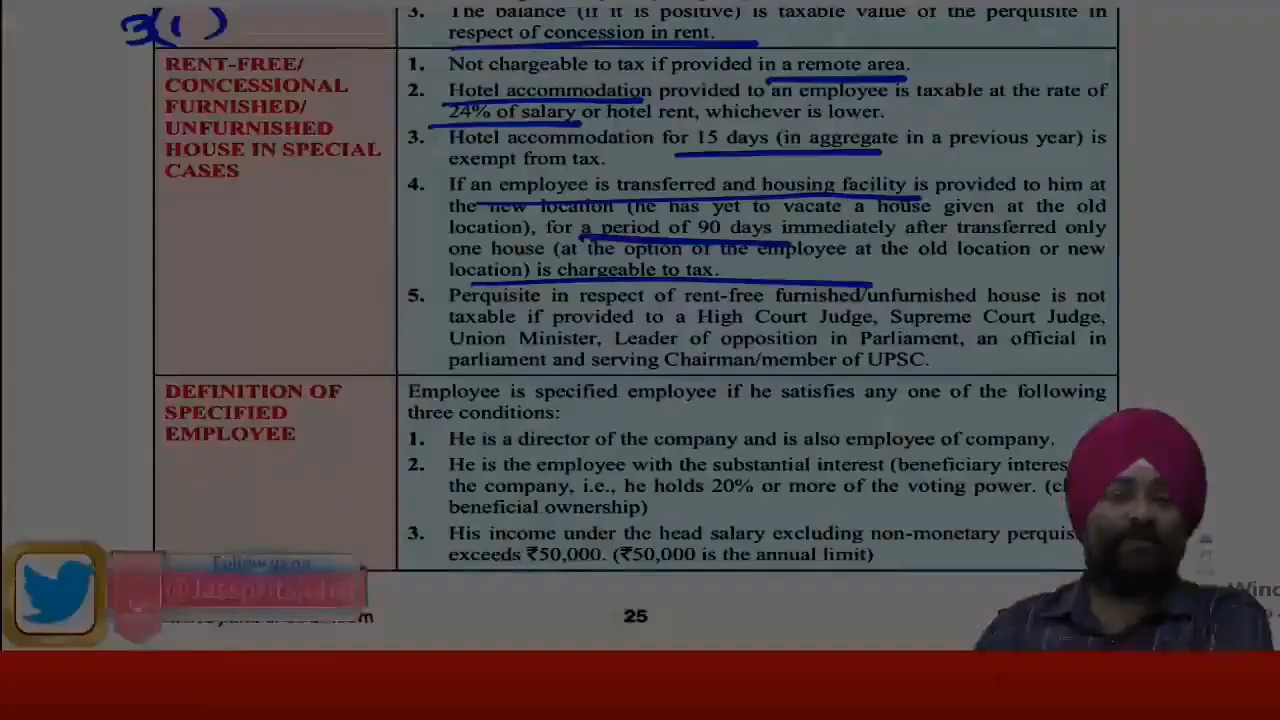 3(1)
3. The balance (if it is positive) is taxable value of the perquisite in
respect of concession in rent.
RENT-FREE/
CONCESSIONAL
FURNISHED/
UNFURNISHED
HOUSE IN SPECIAL
CASES
1. Not chargeable to tax if provided in a remote area.
2. Hotel accommodation provided to an employee is taxable at the rate of
24% of salary or hotel rent, whichever is lower.
3. Hotel accommodation for 15 days (in aggregate in a previous year) is
exempt from tax.
4. If an employee is transferred and housing facility is provided to him at
the new location (he has yet to vacate a house given at the old
location), for a period of 90 days immediately after transferred only
one house (at the option of the employee at the old location or new
location) is chargeable to tax.
5. Perquisite in respect of rent-free furnished/unfurnished house is not
taxable if provided to a High Court Judge, Supreme Court Judge,
Union Minister, Leader of opposition in Parliament, an official in
parliament and serving Chairman/member of UPSC.
DEFINITION OF
SPECIFIED
EMPLOYEE
Employee is specified employee if he satisfies any one of the following
three conditions:
1. He is a director of the company and is also employee of company.
2. He is the employee with the substantial interest (beneficiary interes
the company, i.e., he holds 20% or more of the voting power. (c
beneficial ownership)
3. His income under the head salary excluding non-monetary perquis
exceeds ₹50,000. (₹50,000 is the annual limit)
Follow us on
25